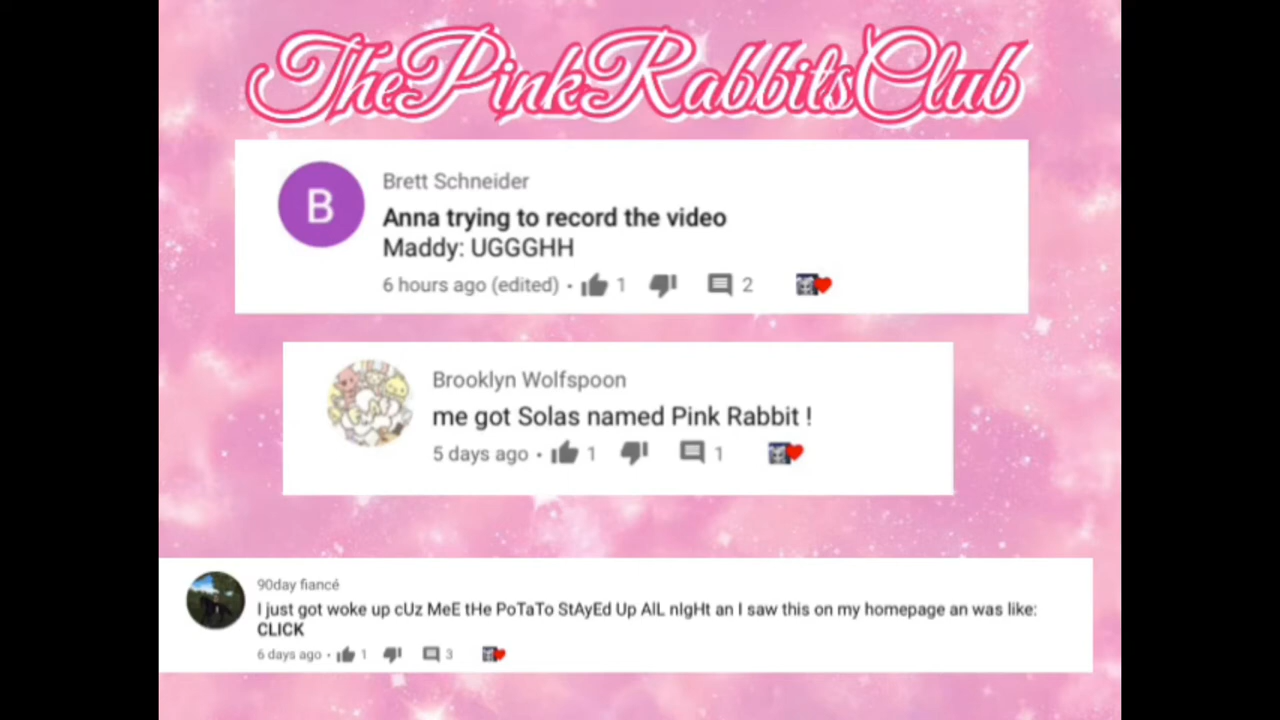 ThePinkRabbitsClub
B
Brett Schneider
Anna trying to record the video
Maddy: UGGGHH
6 hours ago (edited) • 1 2
Brooklyn Wolfspoon
me got Solas named Pink Rabbit !
5 days ago • 1 1
90day fiancé
I just got woke up cUz MeE tHe PoTaTo StAyEd Up AlL nIgHt an I saw this on my homepage an was like:
CLICK
6 days ago • 1 3